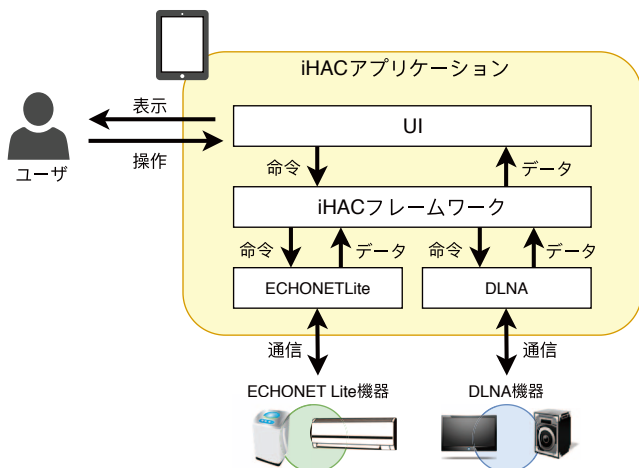 iHACアプリケーション
表示
UI
操作
ユーザ
命令
データ
iHACフレームワーク
命令
データ
命令
データ
ECHONETLite
DLNA
通信
通信
ECHONET Lite機器
DLNA機器